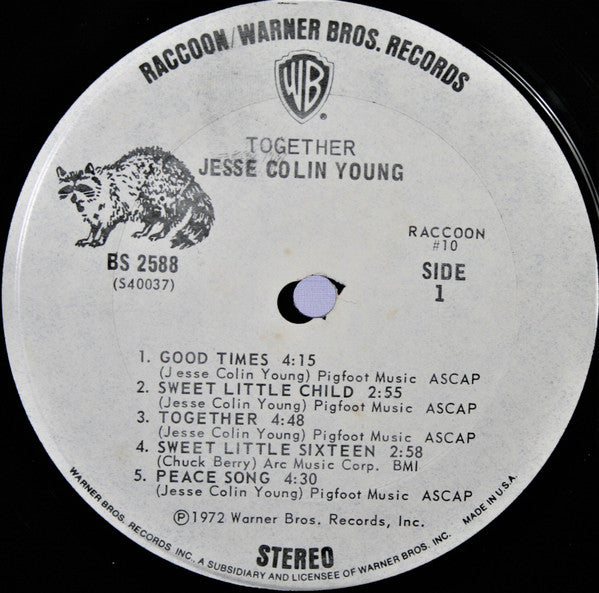 RACCOON/WARNER BROS. RECORDS
WB
®
TOGETHER
JESSE COLIN YOUNG
RACCOON
#10
BS 2588
(S40037)
SIDE
1
1. GOOD TIMES 4:15
(Jesse Colin Young) Pigfoot Music ASCAP
2. SWEET LITTLE CHILD 2:55
(Jesse Colin Young) Pigfoot Music ASCAP
3. TOGETHER 4:48
(Jesse Colin Young) Pigfoot Music ASCAP
4. SWEET LITTLE SIXTEEN 2:58
(Chuck Berry) Arc Music Corp. BMI
5. PEACE SONG 4:30
(Jesse Colin Young) Pigfoot Music ASCAP
℗1972 Warner Bros. Records, Inc.
STEREO
WARNER BROS. RECORDS INC. A SUBSIDIARY AND LICENSEE OF WARNER BROS. INC. MADE IN U.S.A.